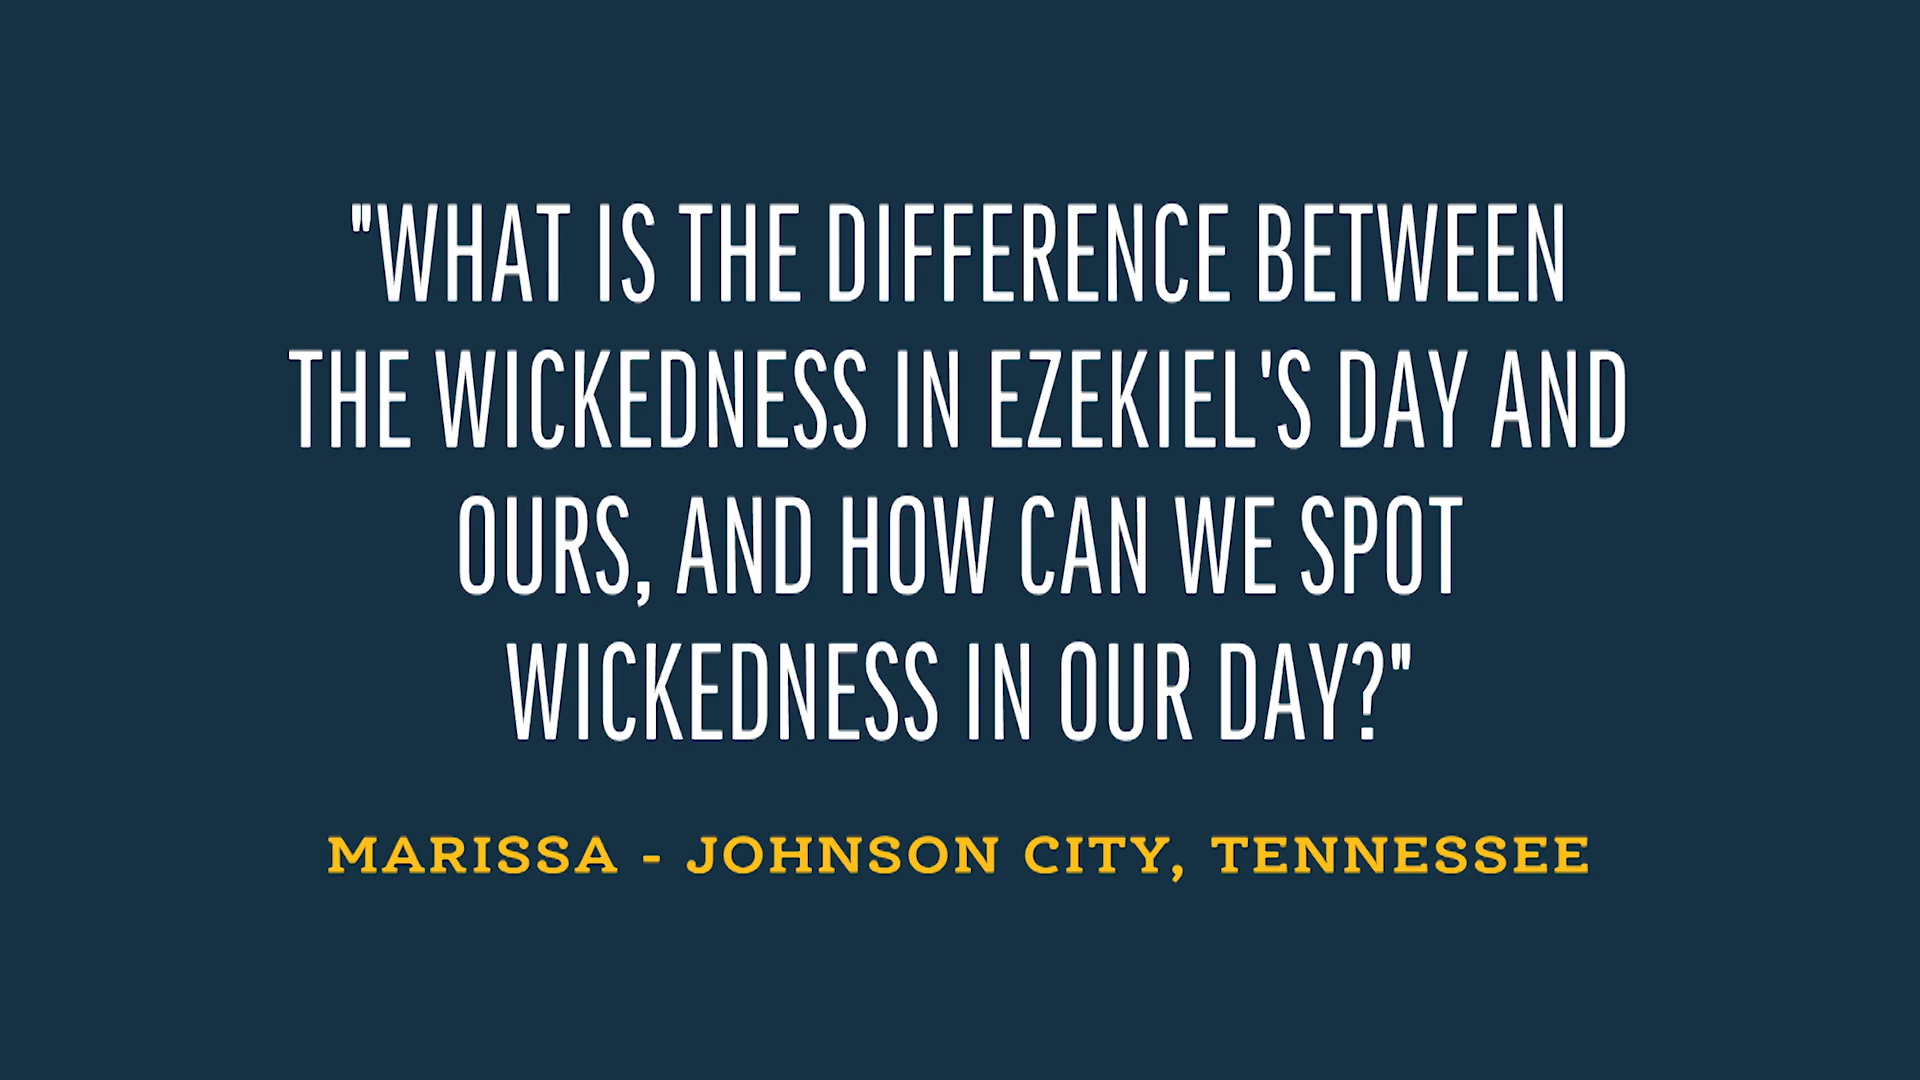 "WHAT IS THE DIFFERENCE BETWEEN
THE WICKEDNESS IN EZEKIEL'S DAY AND
OURS, AND HOW CAN WE SPOT
WICKEDNESS IN OUR DAY?"
MARISSA - JOHNSON CITY, TENNESSEE